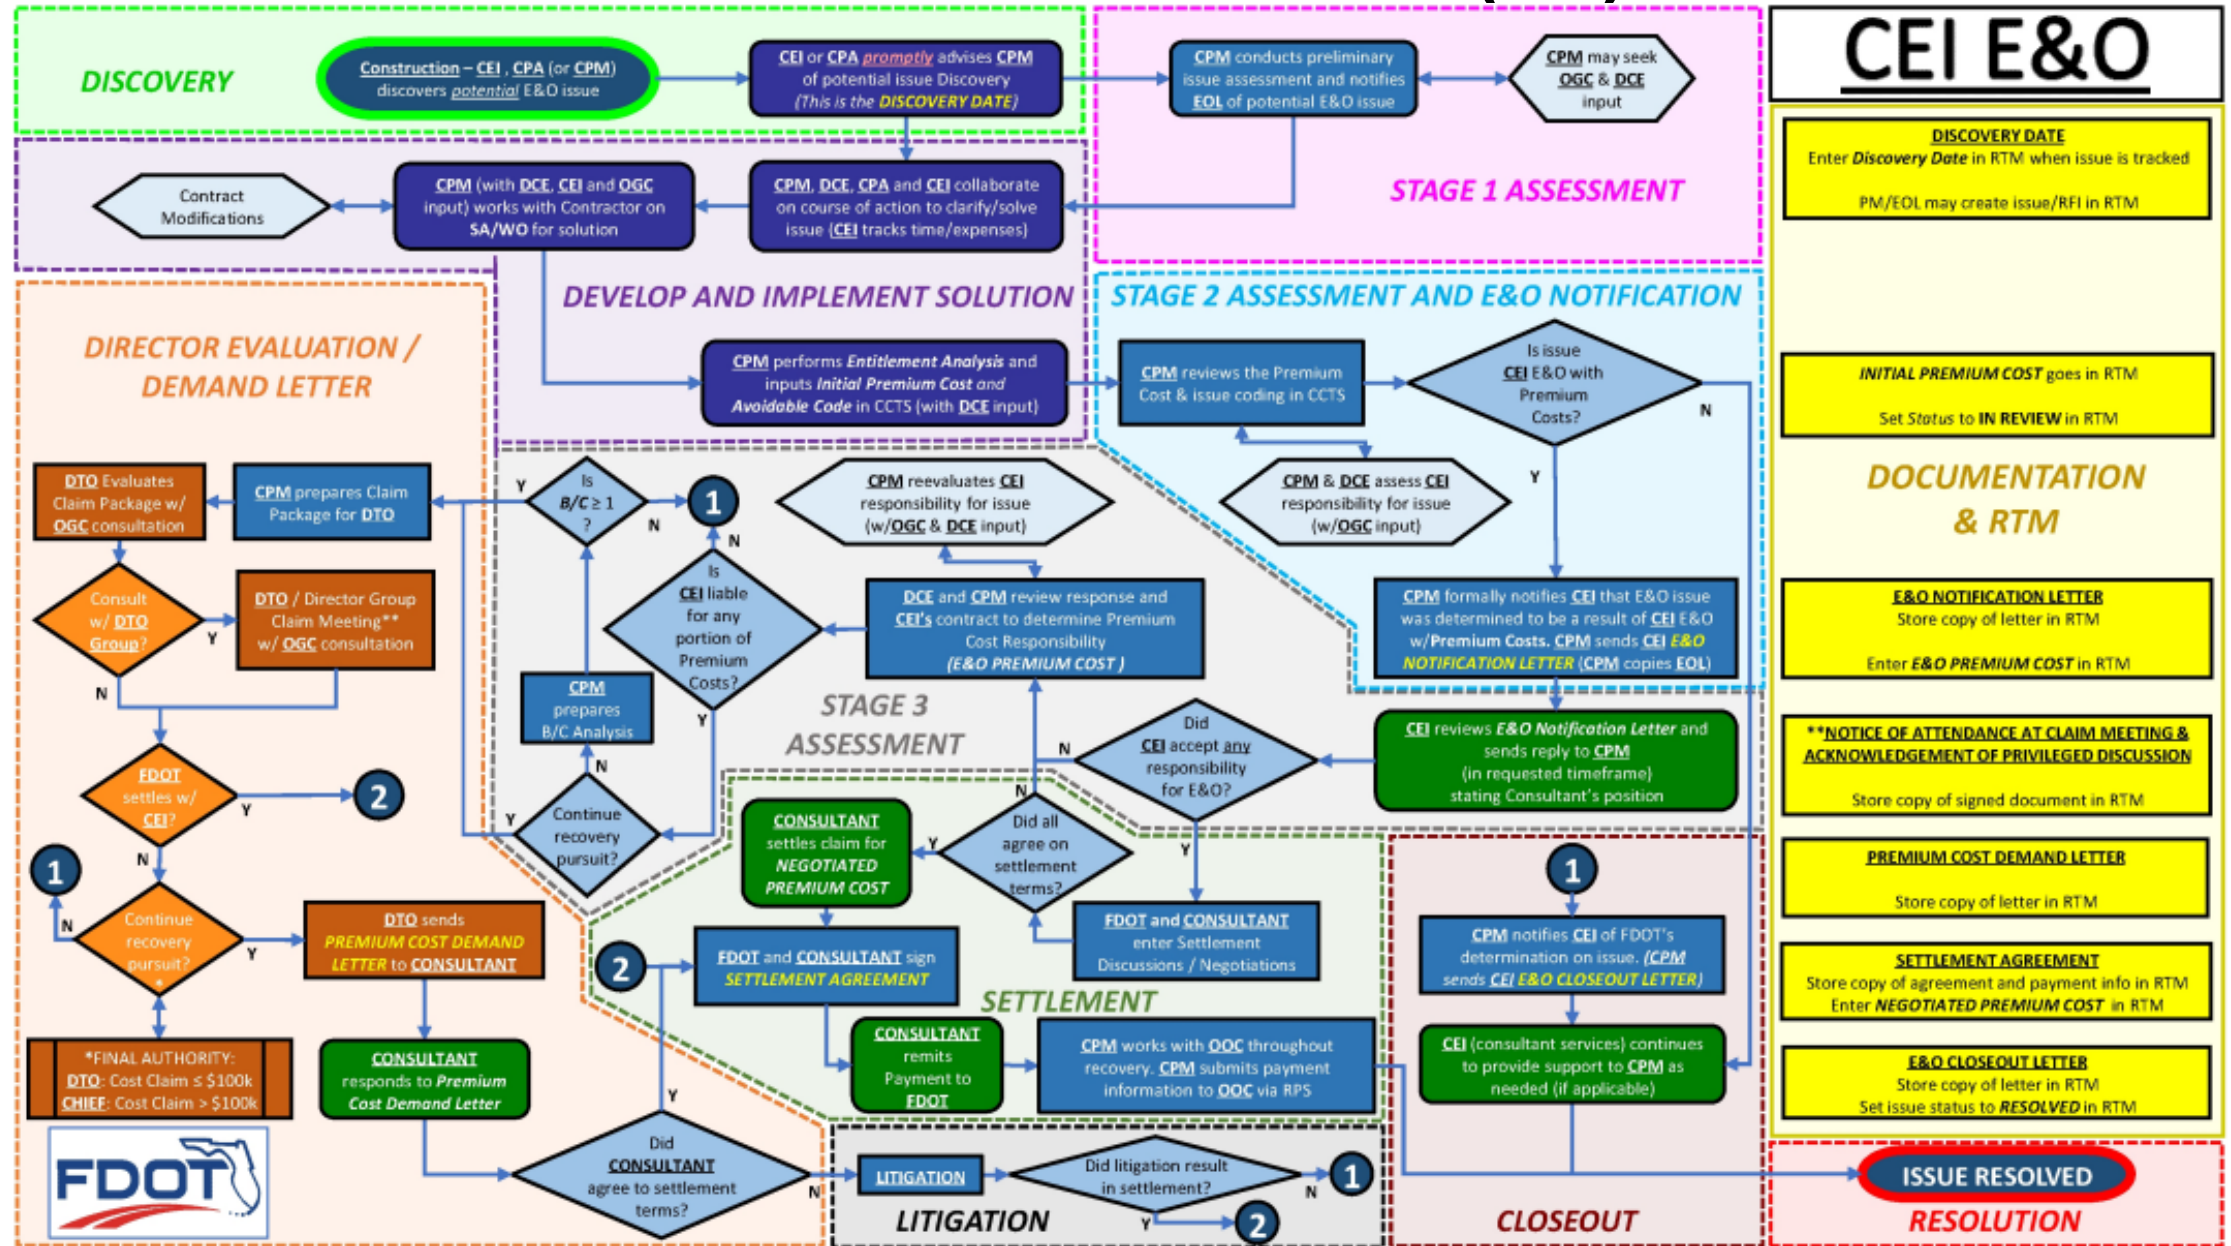 DISCOVERY
Construction – CEI , CPA (or CPM)
discovers potential E&O issue
CEI or CPA promptly advises CPM
of potential issue Discovery
(This is the DISCOVERY DATE)
CPM conducts preliminary
issue assessment and notifies
EOL of potential E&O issue
CPM may seek
OGC & DCE
input
STAGE 1 ASSESSMENT
CEI E&O
Contract
Modifications
CPM (with DCE, CEI and OGC
input) works with Contractor on
SA/WO for solution
CPM, DCE, CPA and CEI collaborate
on course of action to clarify/solve
issue (CEI tracks time/expenses)
DEVELOP AND IMPLEMENT SOLUTION
CPM performs Entitlement Analysis and
inputs Initial Premium Cost and
Avoidable Code in CCTS (with DCE input)
STAGE 2 ASSESSMENT AND E&O NOTIFICATION
CPM reviews the Premium
Cost & issue coding in CCTS
Is issue
CEI E&O with
Premium
Costs?
N
Y
CPM & DCE assess CEI
responsibility for issue
(w/OGC input)
CPM formally notifies CEI that E&O issue
was determined to be a result of CEI E&O
w/Premium Costs. CPM sends CEI E&O
NOTIFICATION LETTER (CPM copies EOL)
DIRECTOR EVALUATION /
DEMAND LETTER
DTO Evaluates
Claim Package w/
OGC consultation
CPM prepares Claim
Package for DTO
Consult
w/ DTO
Group?
Y
N
DTO / Director Group
Claim Meeting**
w/ OGC consultation
FDOT
settles w/
CEI?
Y
2
N
1
Continue
recovery
pursuit?
*
N
Y
DTO sends
PREMIUM COST DEMAND
LETTER to CONSULTANT
*FINAL AUTHORITY:
DTO: Cost Claim ≤ $100k
CHIEF: Cost Claim > $100k
CONSULTANT
responds to Premium
Cost Demand Letter
Did
CONSULTANT
agree to settlement
terms?
Y
N
FDOT
Is
B/C ≥ 1
?
Y
N
1
N
Is
CEI liable
for any
portion of
Premium
Costs?
Y
CPM
prepares
B/C Analysis
N
Continue
recovery
pursuit?
Y
CPM reevaluates CEI
responsibility for issue
(w/OGC & DCE input)
DCE and CPM review response and
CEI's contract to determine Premium
Cost Responsibility
(E&O PREMIUM COST )
STAGE 3
ASSESSMENT
Did
CEI accept any
responsibility
for E&O?
N
Y
CEI reviews E&O Notification Letter and
sends reply to CPM
(in requested timeframe)
stating Consultant's position
CONSULTANT
settles claim for
NEGOTIATED
PREMIUM COST
Did all
agree on
settlement
terms?
N
Y
FDOT and CONSULTANT
enter Settlement
Discussions / Negotiations
2
FDOT and CONSULTANT sign
SETTLEMENT AGREEMENT
SETTLEMENT
CONSULTANT
remits
Payment to
FDOT
CPM works with OOC throughout
recovery. CPM submits payment
information to OOC via RPS
LITIGATION
Did litigation result
in settlement?
N
1
Y
2
LITIGATION
1
CPM notifies CEI of FDOT's
determination on issue. (CPM
sends CEI E&O CLOSEOUT LETTER)
CEI (consultant services) continues
to provide support to CPM as
needed (if applicable)
CLOSEOUT
DISCOVERY DATE
Enter Discovery Date in RTM when issue is tracked
PM/EOL may create issue/RFI in RTM
INITIAL PREMIUM COST goes in RTM
Set Status to IN REVIEW in RTM
DOCUMENTATION
& RTM
E&O NOTIFICATION LETTER
Store copy of letter in RTM
Enter E&O PREMIUM COST in RTM
**NOTICE OF ATTENDANCE AT CLAIM MEETING &
ACKNOWLEDGEMENT OF PRIVILEGED DISCUSSION
Store copy of signed document in RTM
PREMIUM COST DEMAND LETTER
Store copy of letter in RTM
SETTLEMENT AGREEMENT
Store copy of agreement and payment info in RTM
Enter NEGOTIATED PREMIUM COST in RTM
E&O CLOSEOUT LETTER
Store copy of letter in RTM
Set issue status to RESOLVED in RTM
ISSUE RESOLVED
RESOLUTION